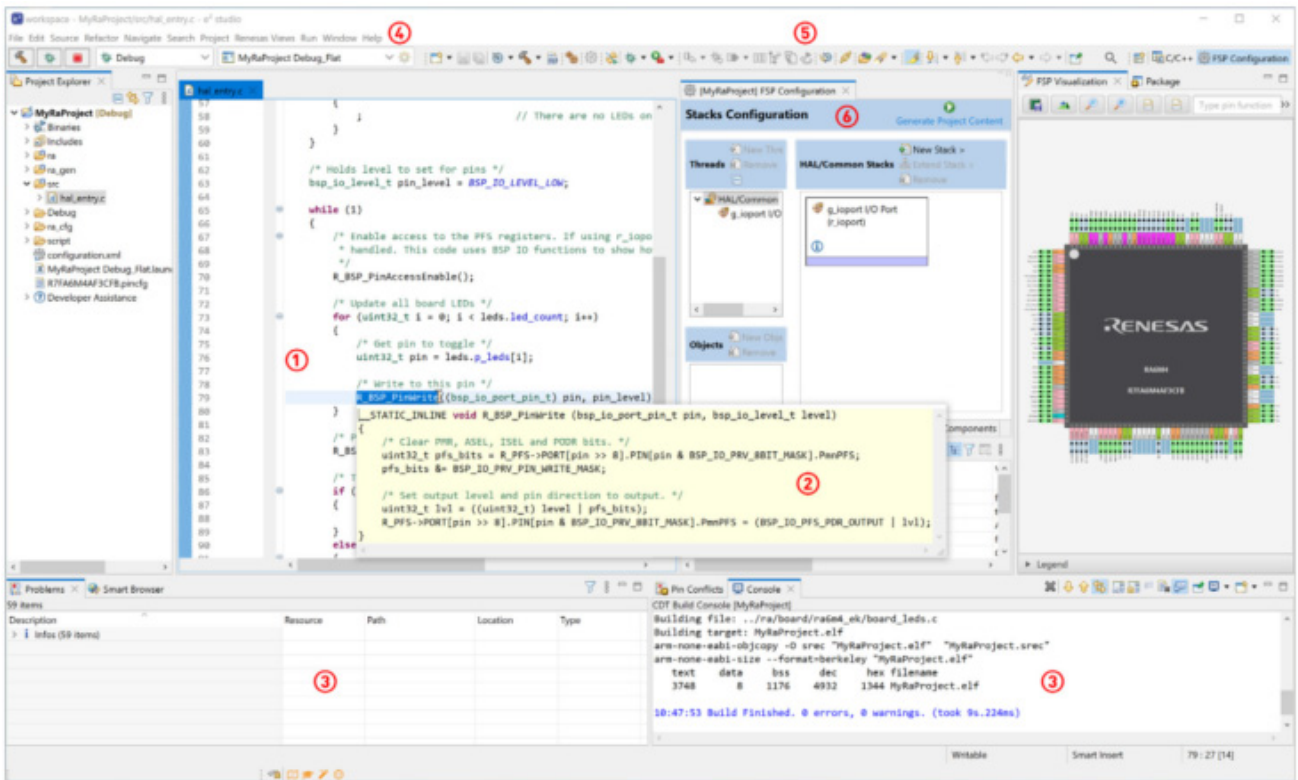 workspace - MyRaProject/src/hal_entry.c - e² studio
File Edit Source Refactor Navigate Search Project Renesas Views Run Window Help ④ ⑤
Debug MyRaProject Debug_Flat C/C++ FSP Configuration
Project Explorer
MyRaProject [Debug]
Binaries
Includes
ra
ra_gen
src
hal_entry.c
Debug
ra_cfg
script
configuration.xml
MyRaProject Debug_Flat.laun
R7FA6M4AF3CFB.pincfg
Developer Assistance
hal_entry.c
57 {
58 ; // There are no LEDs on
59 }
60 }
61
62 /* Holds level to set for pins */
63 bsp_io_level_t pin_level = BSP_IO_LEVEL_LOW;
64
65 while (1)
66 {
67 /* Enable access to the PFS registers. If using r_iopo
68 * handled. This code uses BSP IO functions to show ho
69 */
70 R_BSP_PinAccessEnable();
71
72 /* Update all board LEDs */
73 for (uint32_t i = 0; i < leds.led_count; i++)
74 {
75 /* Get pin to toggle */
76 uint32_t pin = leds.p_leds[i];
①
77
78 /* Write to this pin */
79 R_BSP_PinWrite((bsp_io_port_pin_t) pin, pin_level)
80 }
81
82 /* P
83 R_BS
84
85 /* T
86 if (
87 {
88
89 }
90 else
__STATIC_INLINE void R_BSP_PinWrite (bsp_io_port_pin_t pin, bsp_io_level_t level)
{
/* Clear PMR, ASEL, ISEL and PODR bits. */
uint32_t pfs_bits = R_PFS->PORT[pin >> 8].PIN[pin & BSP_IO_PRV_8BIT_MASK].PmnPFS;
pfs_bits &= BSP_IO_PRV_PIN_WRITE_MASK;
②
/* Set output level and pin direction to output. */
uint32_t lvl = ((uint32_t) level | pfs_bits);
R_PFS->PORT[pin >> 8].PIN[pin & BSP_IO_PRV_8BIT_MASK].PmnPFS = (BSP_IO_PFS_PDR_OUTPUT | lvl);
}
[MyRaProject] FSP Configuration
Stacks Configuration ⑥
Generate Project Content
Threads
New Thre
Remove
HAL/Common Stacks
New Stack >
Extend Stack >
Remove
HAL/Common
g_ioport I/O
g_ioport I/O Port
(r_ioport)
Objects
New Obje
Remove
Components
FSP Visualization Package
Type pin function
RENESAS
RA6M4
R7FA6M4AF3CFB
Legend
Problems Smart Browser
59 items
Description Resource Path Location Type
Infos (59 items)
③
Pin Conflicts Console
CDT Build Console [MyRaProject]
Building file: ../ra/board/ra6m4_ek/board_leds.c
Building target: MyRaProject.elf
arm-none-eabi-objcopy -O srec "MyRaProject.elf" "MyRaProject.srec"
arm-none-eabi-size --format=berkeley "MyRaProject.elf"
text data bss dec hex filename
3748 8 1176 4932 1344 MyRaProject.elf
③
10:47:53 Build Finished. 0 errors, 0 warnings. (took 9s.224ms)
Writable Smart Insert 79 : 27 [14]